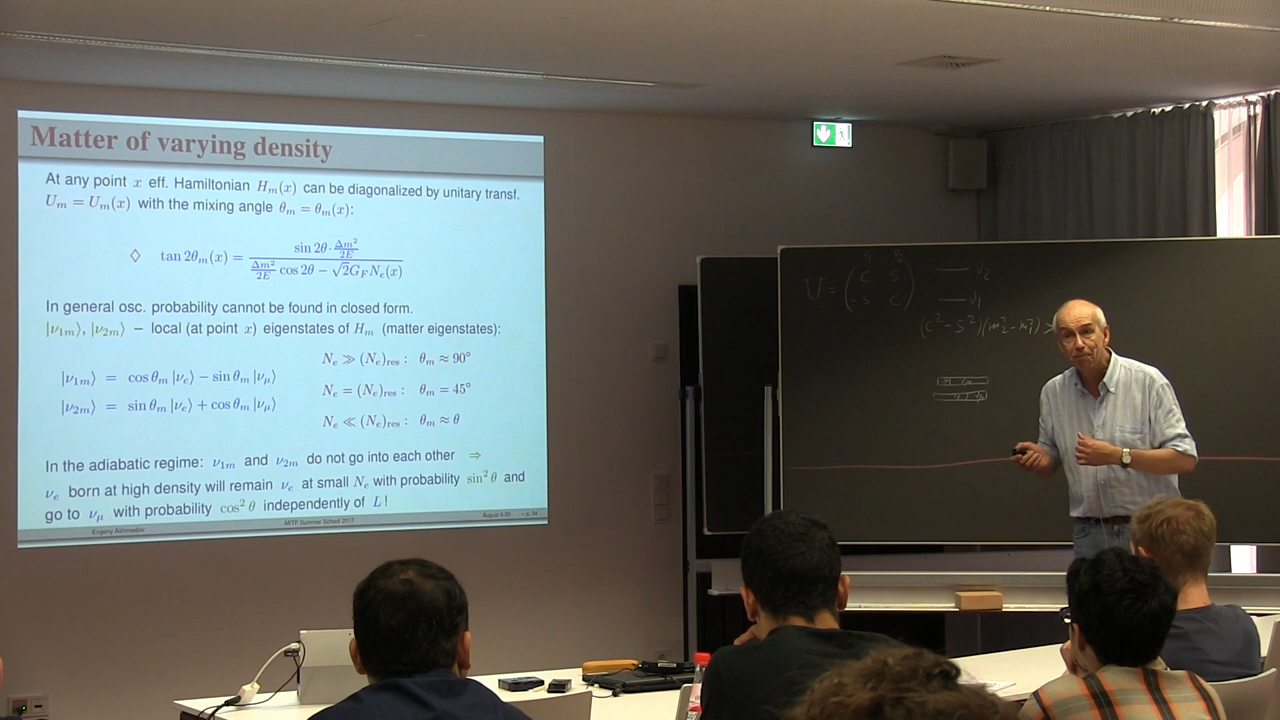 Matter of varying density
At any point x eff. Hamiltonian H_m(x) can be diagonalized by unitary transf.
U_m = U_m(x) with the mixing angle θ_m = θ_m(x):
◇ tan 2θ_m(x) = (sin 2θ · Δm²/2E) / (Δm²/2E cos 2θ − √2 G_F N_e(x))
In general osc. probability cannot be found in closed form.
|ν_1m⟩, |ν_2m⟩ – local (at point x) eigenstates of H_m (matter eigenstates):
|ν_1m⟩ = cos θ_m |ν_e⟩ − sin θ_m |ν_μ⟩
|ν_2m⟩ = sin θ_m |ν_e⟩ + cos θ_m |ν_μ⟩
N_e ≫ (N_e)_res : θ_m ≈ 90°
N_e = (N_e)_res : θ_m = 45°
N_e ≪ (N_e)_res : θ_m ≈ θ
In the adiabatic regime: ν_1m and ν_2m do not go into each other ⇒
ν_e born at high density will remain ν_e at small N_e with probability sin² θ and
go to ν_μ with probability cos² θ independently of L !
Evgeny Akhmedov MITP Summer School 2017 – p. 34
U = ( c s
-s c )
ν_2
ν_1
(c² - s²)(m_2² - m_1²) >